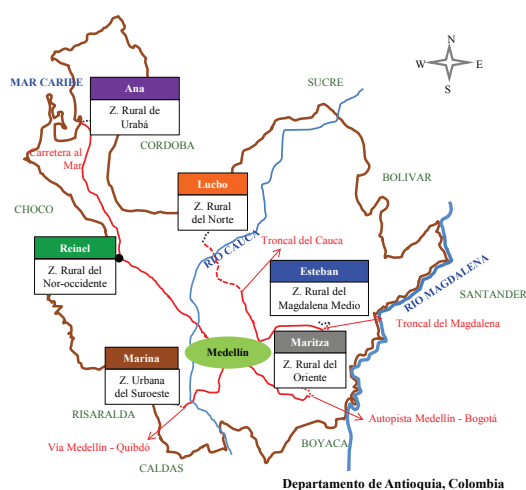 N
W E
S
MAR CARIBE
Ana
Z. Rural de
Urabá
SUCRE
CORDOBA
Carretera al
Mar
BOLIVAR
Lucbo
Z. Rural
del Norte
CHOCO
Reinel
Z. Rural del
Nor-occidente
RIO CAUCA
Troncal del Cauca
Esteban
Z. Rural del
Magdalena Medio
RIO MAGDALENA
SANTANDER
Troncal del Magdalena
Medellín
Maritza
Z. Rural del
Oriente
Marina
Z. Urbana
del Suroeste
RISARALDA
Autopista Medellín - Bogotá
Vía Medellín - Quibdó
BOYACA
CALDAS
Departamento de Antioquia, Colombia